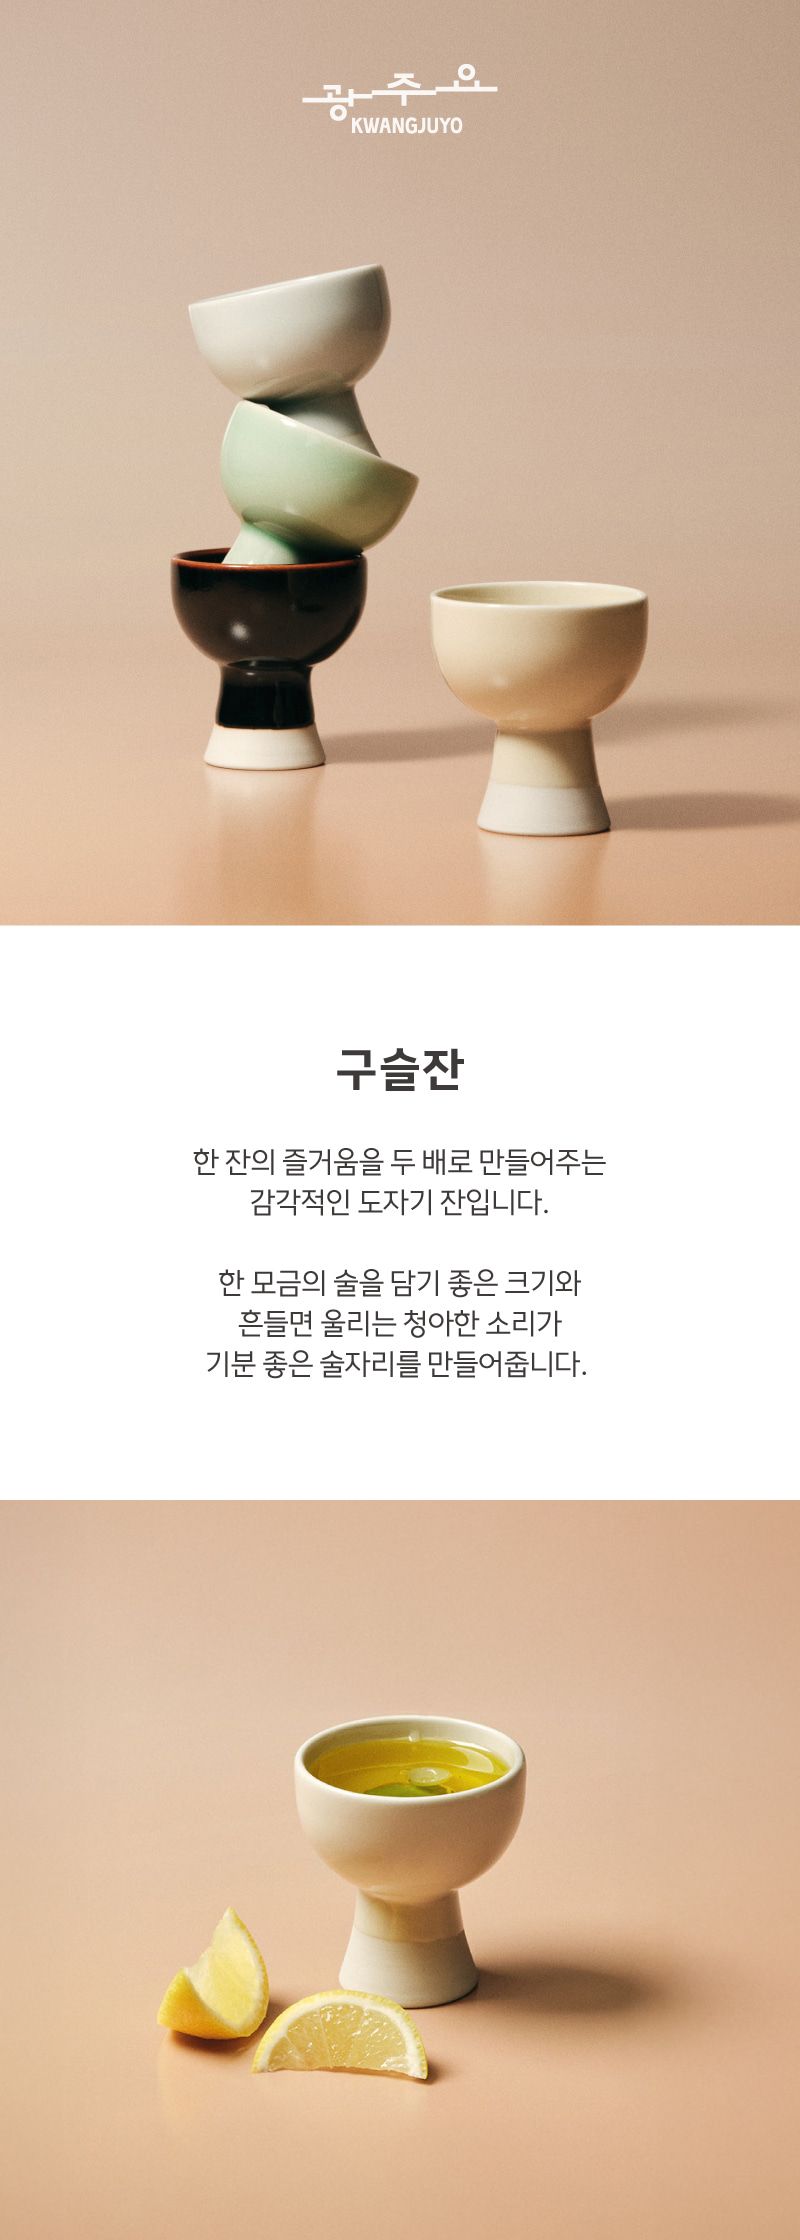 광주요
KWANGJUYO
구슬잔
한 잔의 즐거움을 두 배로 만들어주는
감각적인 도자기 잔입니다.
한 모금의 술을 담기 좋은 크기와
흔들면 울리는 청아한 소리가
기분 좋은 술자리를 만들어줍니다.